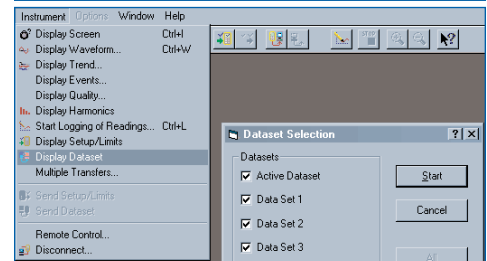 Instrument Options Window Help
Display Screen Ctrl+I
Display Waveform... Ctrl+W
Display Trend...
Display Events...
Display Quality...
Display Harmonics
Start Logging of Readings... Ctrl+L
Display Setup/Limits
Display Dataset
Multiple Transfers...
Send Setup/Limits
Send Dataset
Remote Control...
Disconnect...
STOP
Dataset Selection
Datasets
Active Dataset
Data Set 1
Data Set 2
Data Set 3
Start
Cancel
All